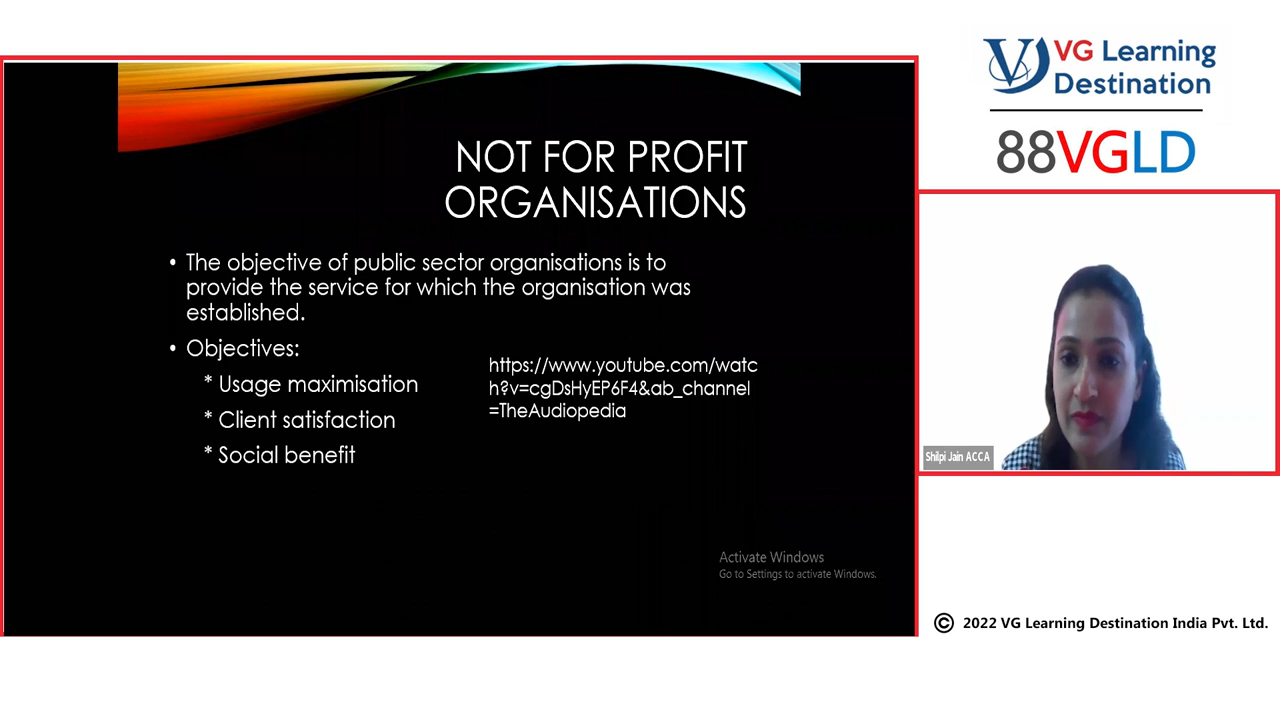 NOT FOR PROFIT
ORGANISATIONS
• The objective of public sector organisations is to
provide the service for which the organisation was
established.
• Objectives:
* Usage maximisation
* Client satisfaction
* Social benefit
https://www.youtube.com/watc
h?v=cgDsHyEP6F4&ab_channel
=TheAudiopedia
Activate Windows
Go to Settings to activate Windows.
VG Learning
Destination
88VGLD
Shilpi Jain ACCA
© 2022 VG Learning Destination India Pvt. Ltd.